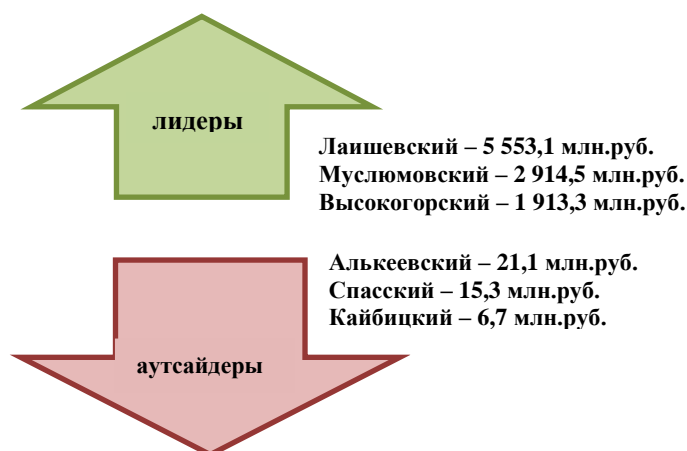 лидеры
Лаишевский – 5 553,1 млн.руб.
Муслюмовский – 2 914,5 млн.руб.
Высокогорский – 1 913,3 млн.руб.
Алькеевский – 21,1 млн.руб.
Спасский – 15,3 млн.руб.
Кайбицкий – 6,7 млн.руб.
аутсайдеры